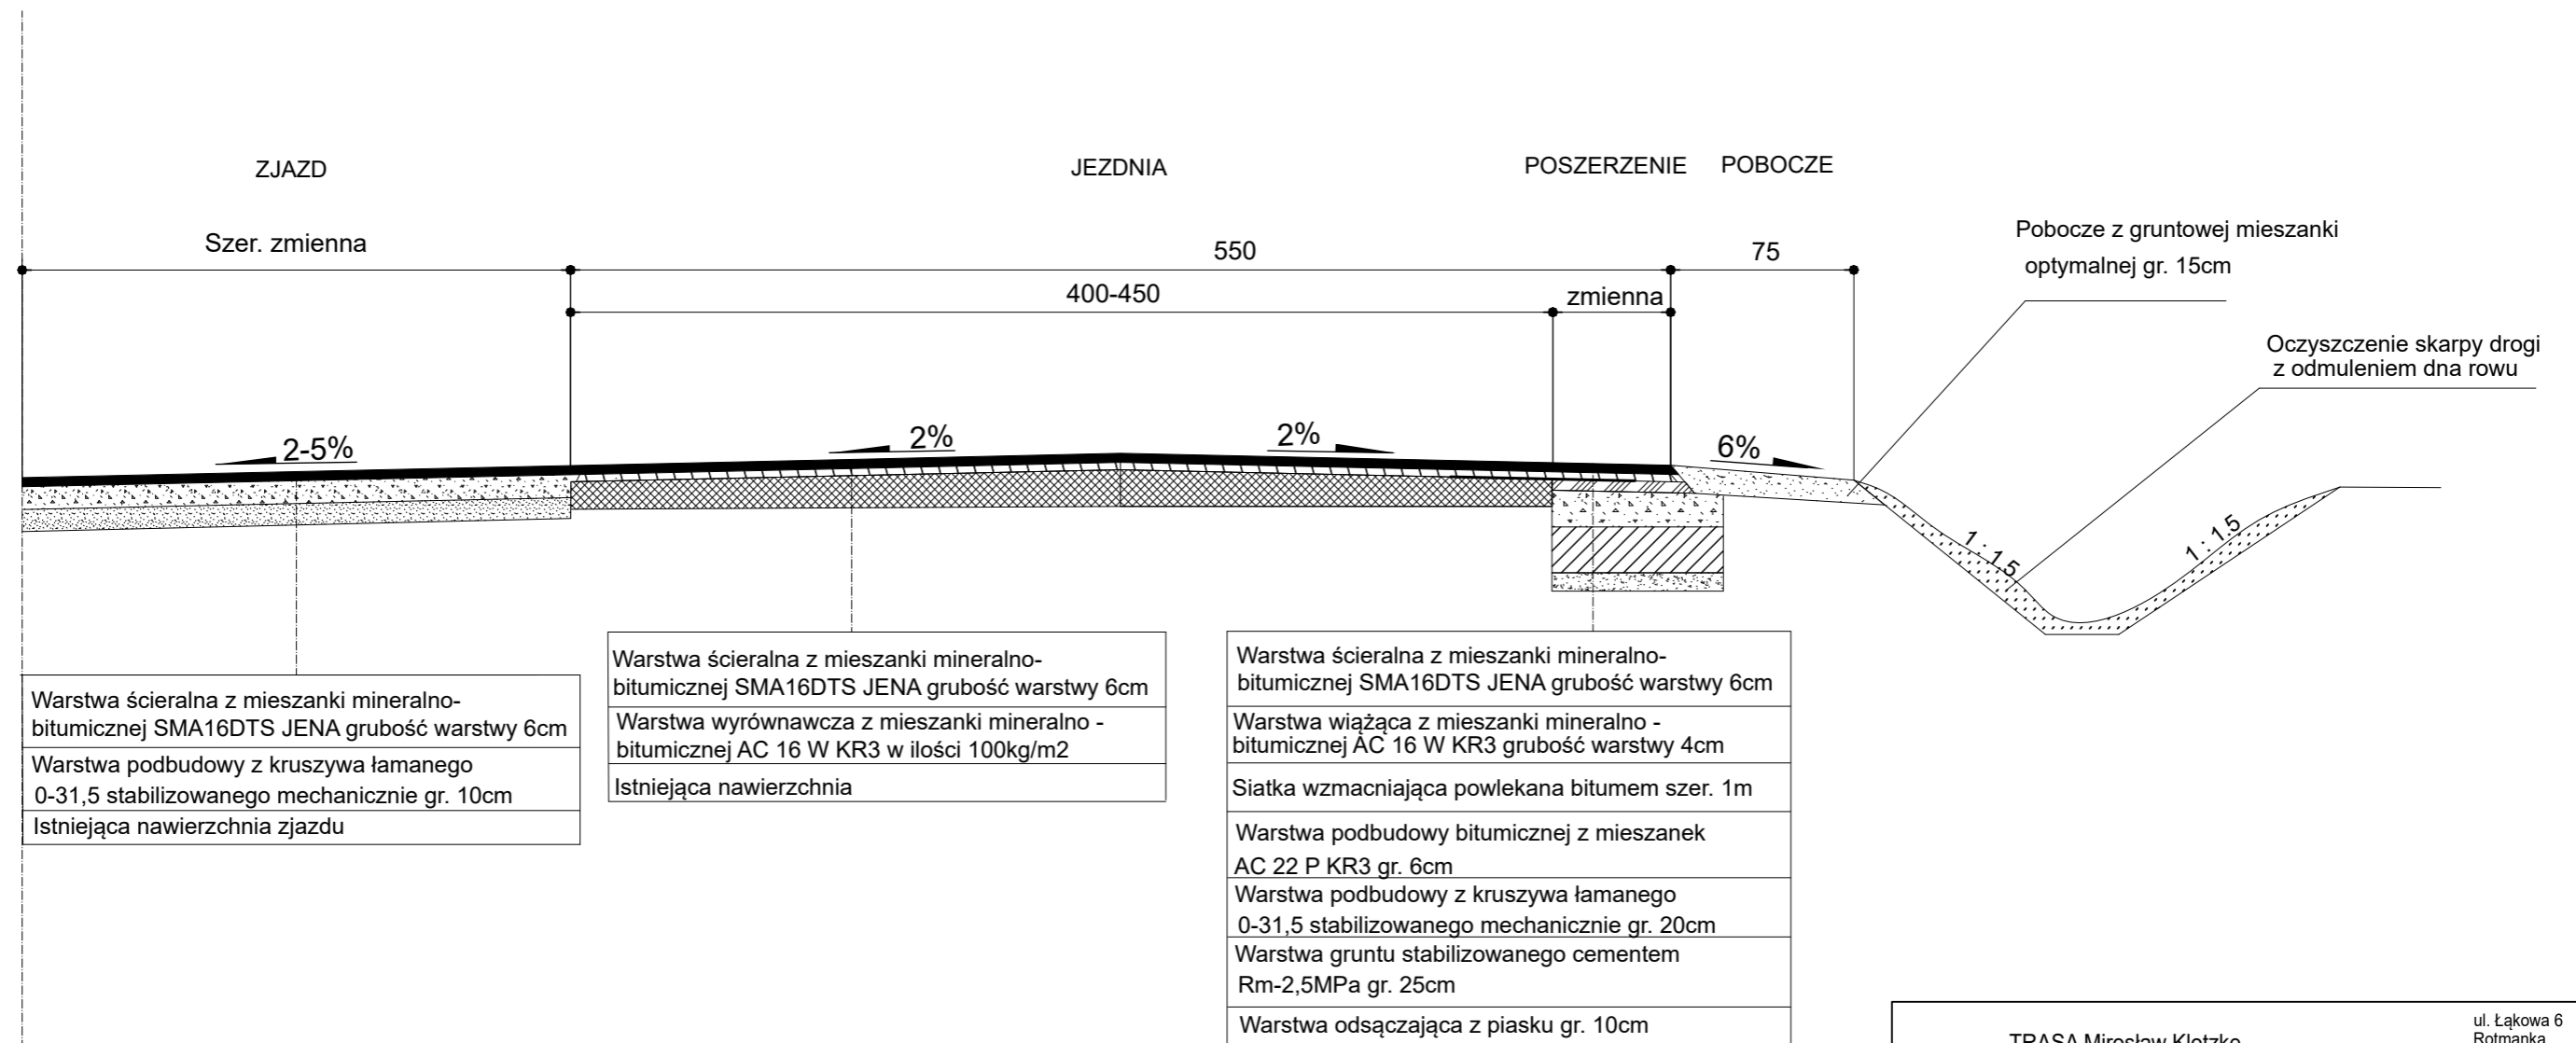 ZJAZD
JEZDNIA
POSZERZENIE
POBOCZE
Szer. zmienna
550
75
400-450
zmienna
Pobocze z gruntowej mieszanki
optymalnej gr. 15cm
Oczyszczenie skarpy drogi
z odmuleniem dna rowu
2-5%
2%
2%
6%
1 : 1.5
1 : 1.5
Warstwa ścieralna z mieszanki mineralno-
bitumicznej SMA16DTS JENA grubość warstwy 6cm
Warstwa podbudowy z kruszywa łamanego
0-31,5 stabilizowanego mechanicznie gr. 10cm
Istniejąca nawierzchnia zjazdu
Warstwa ścieralna z mieszanki mineralno-
bitumicznej SMA16DTS JENA grubość warstwy 6cm
Warstwa wyrównawcza z mieszanki mineralno -
bitumicznej AC 16 W KR3 w ilości 100kg/m2
Istniejąca nawierzchnia
Warstwa ścieralna z mieszanki mineralno-
bitumicznej SMA16DTS JENA grubość warstwy 6cm
Warstwa wiążąca z mieszanki mineralno -
bitumicznej AC 16 W KR3 grubość warstwy 4cm
Siatka wzmacniająca powlekana bitumem szer. 1m
Warstwa podbudowy bitumicznej z mieszanek
AC 22 P KR3 gr. 6cm
Warstwa podbudowy z kruszywa łamanego
0-31,5 stabilizowanego mechanicznie gr. 20cm
Warstwa gruntu stabilizowanego cementem
Rm-2,5MPa gr. 25cm
Warstwa odsączająca z piasku gr. 10cm
TRASA Mirosław Klotzke
ul. Łąkowa 6
Rotmanka